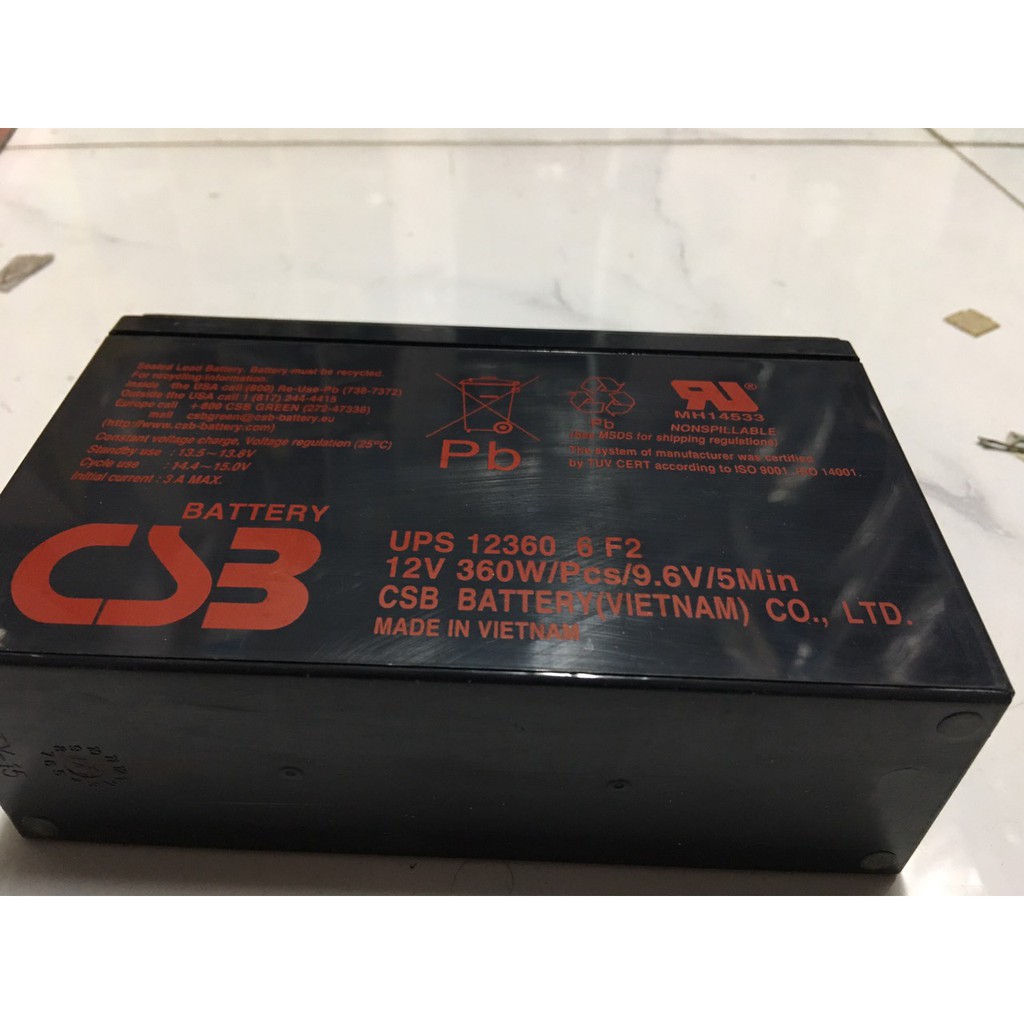 Sealed Lead Battery. Battery must be recycled.
For recycling information.
Inside the USA call (800) Re-Use-Pb (738-7372)
Outside the USA call 1 (817) 244-4415
Europe call + 800 CSB GREEN (272-47336)
mail csbgreen@csb-battery.eu
(http://www.csb-battery.com)
Constant voltage charge, Voltage regulation (25°C)
Standby use : 13.5~13.8V
Cycle use : 14.4~15.0V
Initial current : 3 A MAX.
Pb
Pb
RU®
MH14533
NONSPILLABLE
MSDS for shipping regulations)
The system of manufacturer was certified
by TUV CERT according to ISO 9001, ISO 14001.
BATTERY
CSB
UPS 12360 6 F2
12V 360W/Pcs/9.6V/5Min
CSB BATTERY(VIETNAM) CO., LTD.
MADE IN VIETNAM